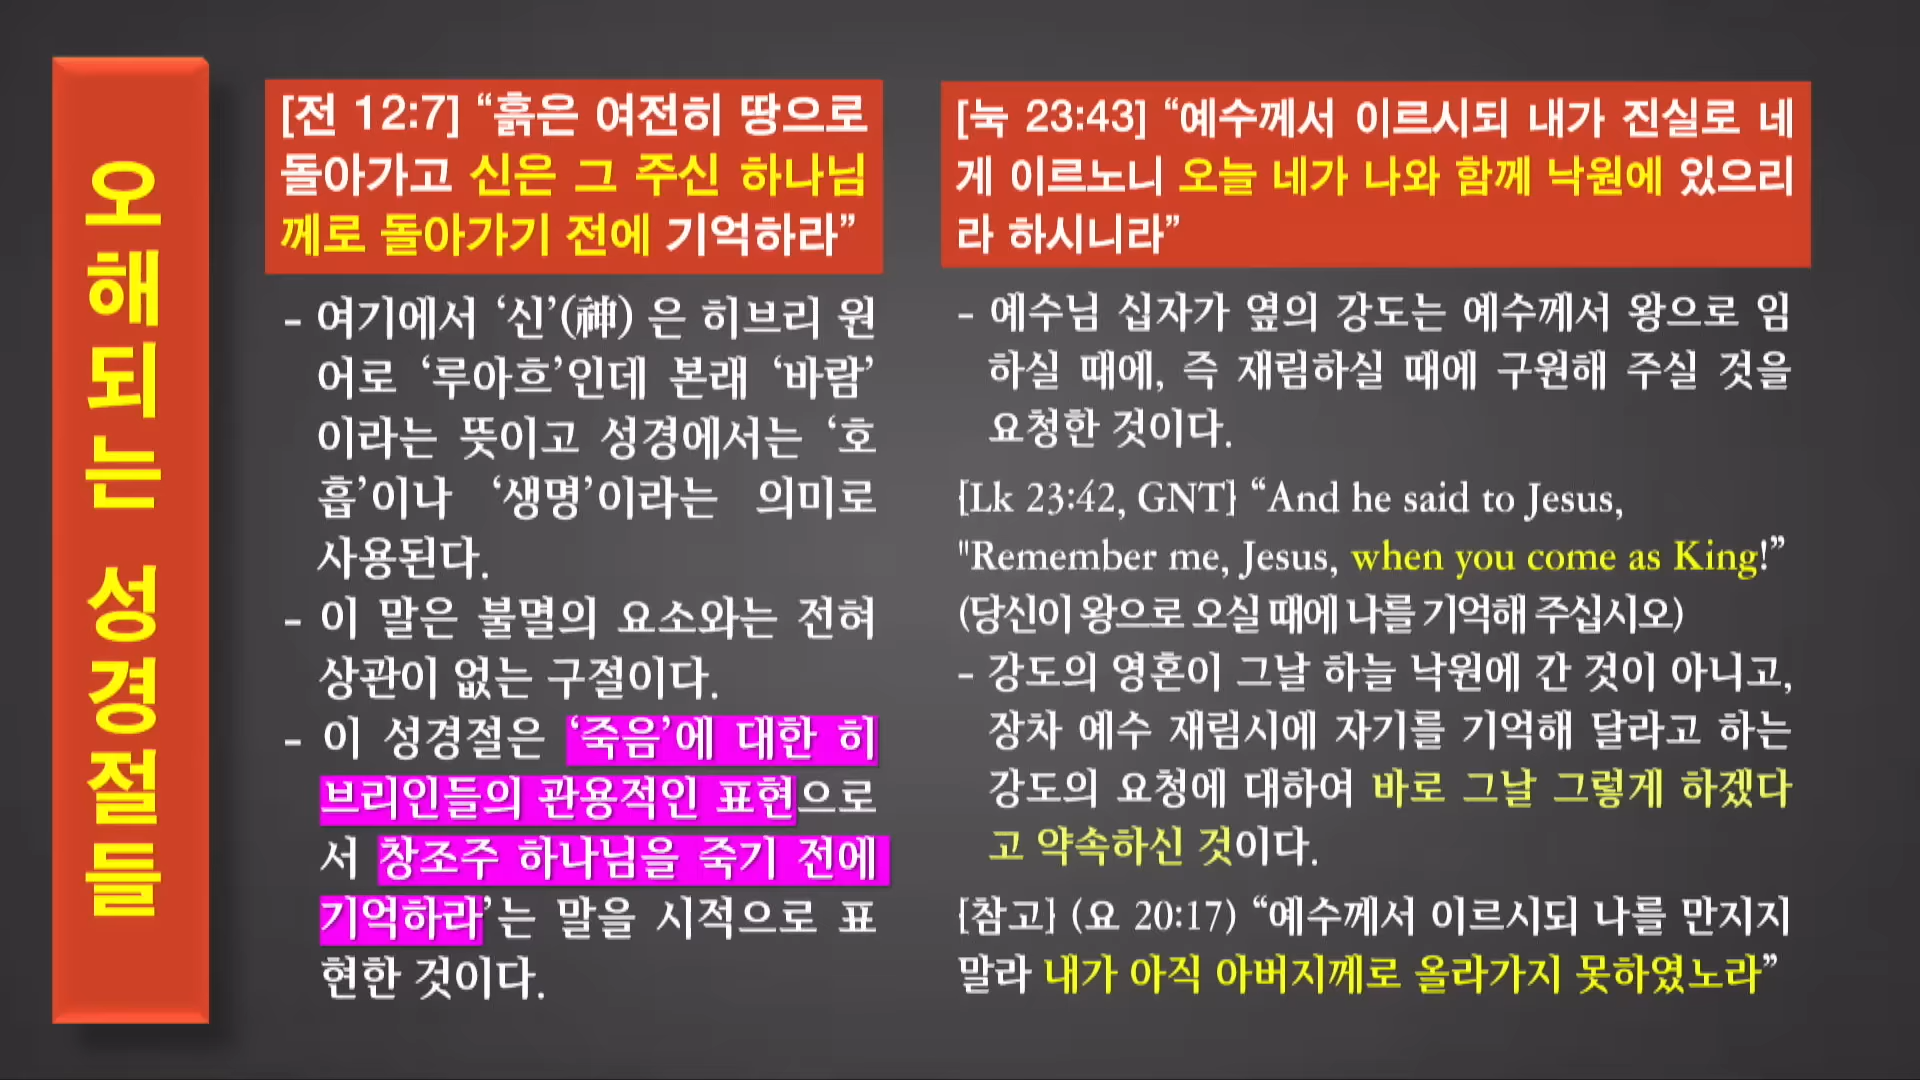 오해되는 성경절들
[전 12:7] “흙은 여전히 땅으로
돌아가고 신은 그 주신 하나님
께로 돌아가기 전에 기억하라”
- 여기에서 ‘신’(神) 은 히브리 원
어로 ‘루아흐’인데 본래 ‘바람’
이라는 뜻이고 성경에서는 ‘호
흡’이나 ‘생명’이라는 의미로
사용된다.
- 이 말은 불멸의 요소와는 전혀
상관이 없는 구절이다.
- 이 성경절은 ‘죽음’에 대한 히
브리인들의 관용적인 표현으로
서 창조주 하나님을 죽기 전에
기억하라’는 말을 시적으로 표
현한 것이다.
[눅 23:43] “예수께서 이르시되 내가 진실로 네
게 이르노니 오늘 네가 나와 함께 낙원에 있으리
라 하시니라”
- 예수님 십자가 옆의 강도는 예수께서 왕으로 임
하실 때에, 즉 재림하실 때에 구원해 주실 것을
요청한 것이다.
[Lk 23:42, GNT] “And he said to Jesus,
"Remember me, Jesus, when you come as King!”
(당신이 왕으로 오실 때에 나를 기억해 주십시오)
- 강도의 영혼이 그날 하늘 낙원에 간 것이 아니고,
장차 예수 재림시에 자기를 기억해 달라고 하는
강도의 요청에 대하여 바로 그날 그렇게 하겠다
고 약속하신 것이다.
[참고] (요 20:17) “예수께서 이르시되 나를 만지지
말라 내가 아직 아버지께로 올라가지 못하였노라”